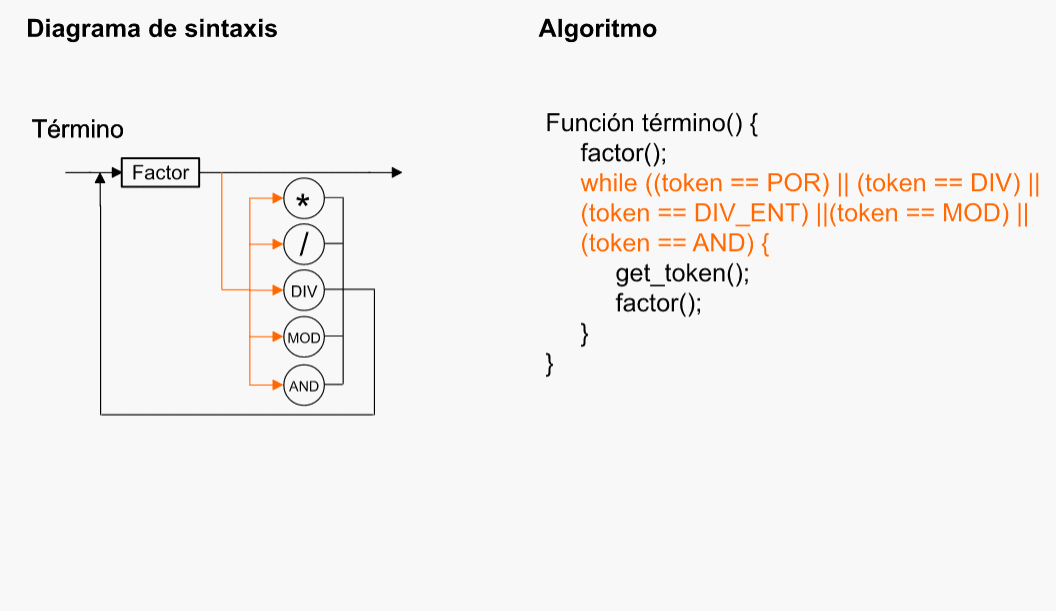 Diagrama de sintaxis
Término
Factor
*
/
DIV
MOD
AND
Algoritmo
Función término() {
factor();
while ((token == POR) || (token == DIV) ||
(token == DIV_ENT) ||(token == MOD) ||
(token == AND) {
get_token();
factor();
}
}